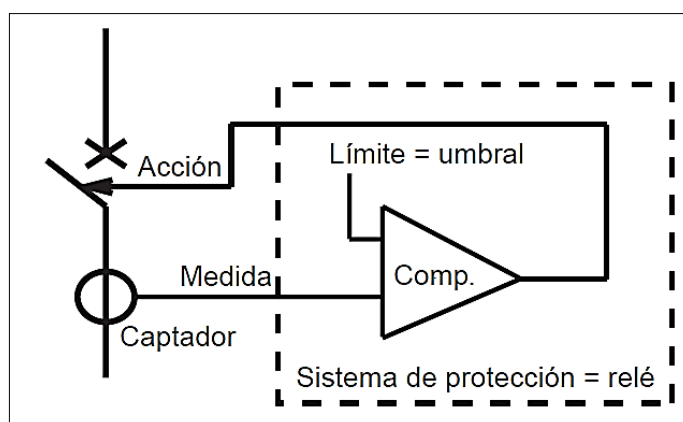 Acción
Límite = umbral
Medida
Comp.
Captador
Sistema de protección = relé